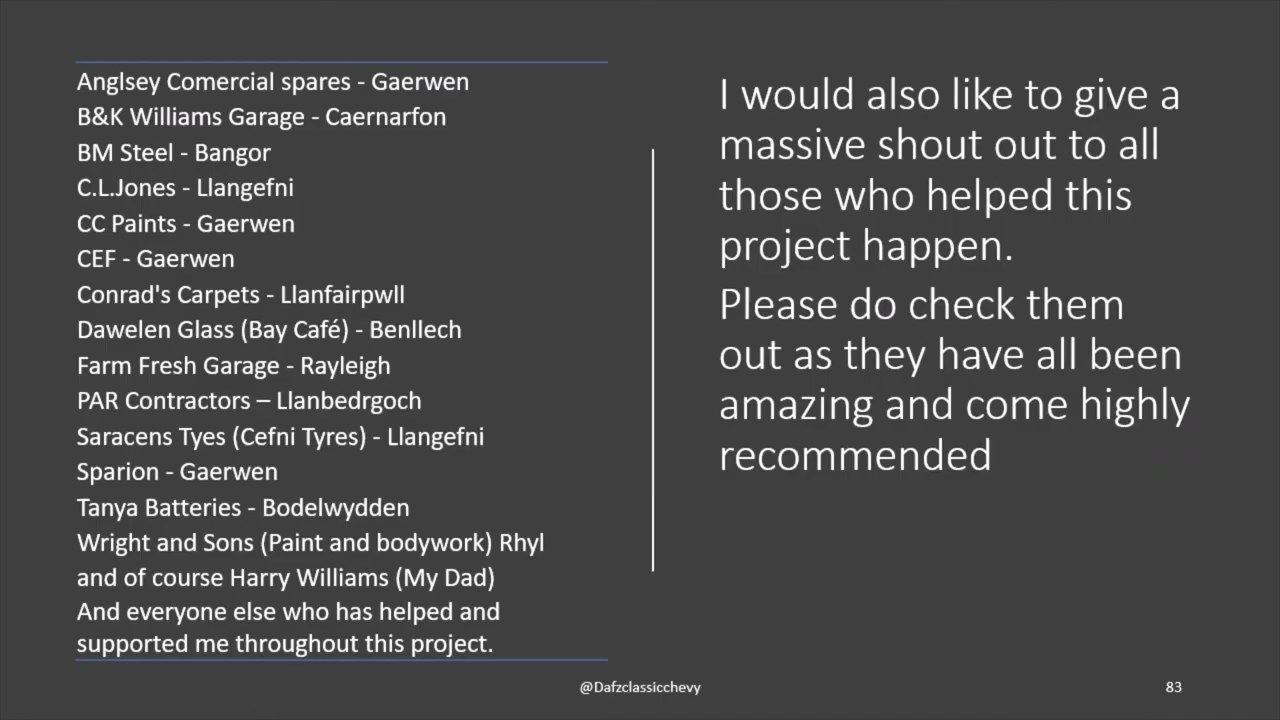 Anglsey Comercial spares - Gaerwen
B&K Williams Garage - Caernarfon
BM Steel - Bangor
C.L.Jones - Llangefni
CC Paints - Gaerwen
CEF - Gaerwen
Conrad's Carpets - Llanfairpwll
Dawelen Glass (Bay Café) - Benllech
Farm Fresh Garage - Rayleigh
PAR Contractors – Llanbedrgoch
Saracens Tyes (Cefni Tyres) - Llangefni
Sparion - Gaerwen
Tanya Batteries - Bodelwydden
Wright and Sons (Paint and bodywork) Rhyl
and of course Harry Williams (My Dad)
And everyone else who has helped and
supported me throughout this project.
I would also like to give a
massive shout out to all
those who helped this
project happen.
Please do check them
out as they have all been
amazing and come highly
recommended
@Dafzclassicchevy
83